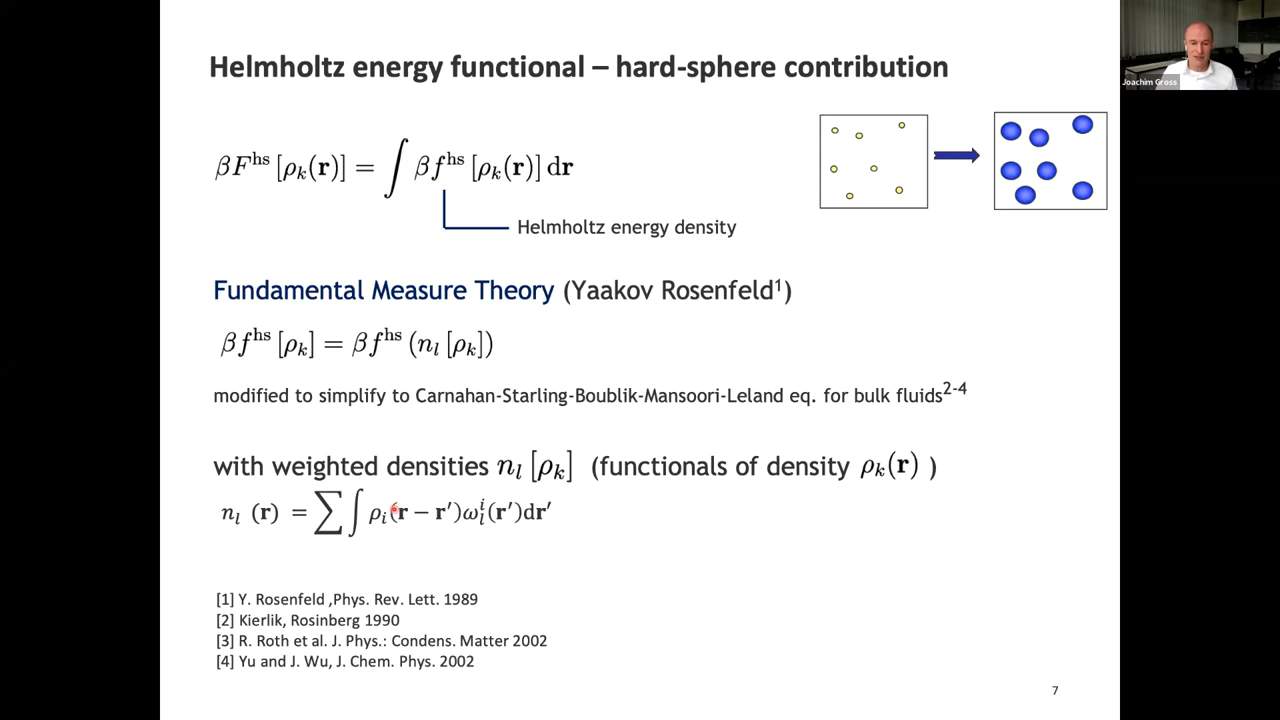 Helmholtz energy functional – hard-sphere contribution
Joachim Gross
βF^hs [ρ_k(𝐫)] = ∫ βf^hs [ρ_k(𝐫)] d𝐫
Helmholtz energy density
Fundamental Measure Theory (Yaakov Rosenfeld¹)
βf^hs [ρ_k] = βf^hs (n_l [ρ_k])
modified to simplify to Carnahan-Starling-Boublik-Mansoori-Leland eq. for bulk fluids²⁻⁴
with weighted densities n_l [ρ_k] (functionals of density ρ_k(𝐫) )
n_l (𝐫) = ∑ ∫ ρ_i(𝐫 − 𝐫′)ω_l^i(𝐫′)d𝐫′
[1] Y. Rosenfeld ,Phys. Rev. Lett. 1989
[2] Kierlik, Rosinberg 1990
[3] R. Roth et al. J. Phys.: Condens. Matter 2002
[4] Yu and J. Wu, J. Chem. Phys. 2002
7